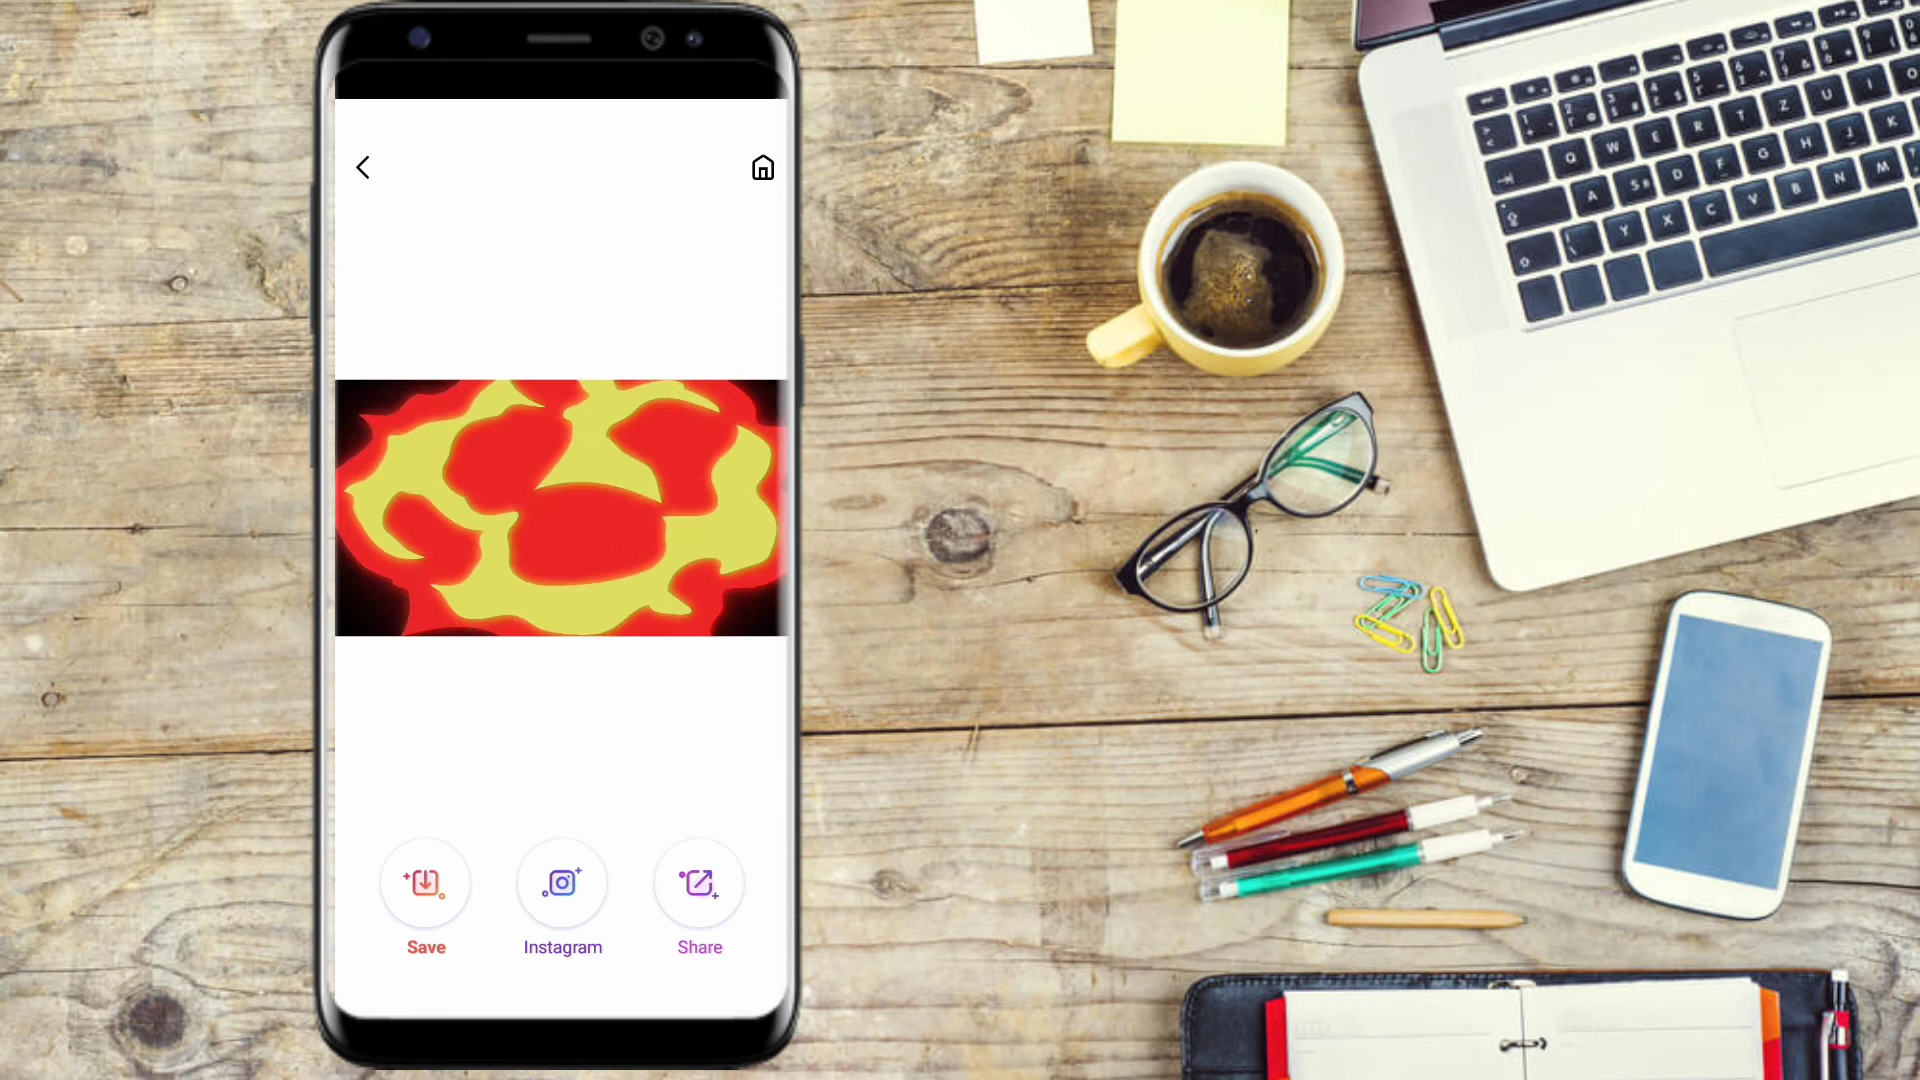 Save
Instagram
Share
Q W E R T Z U I O
A S D F G H J K
Y X C V B N M